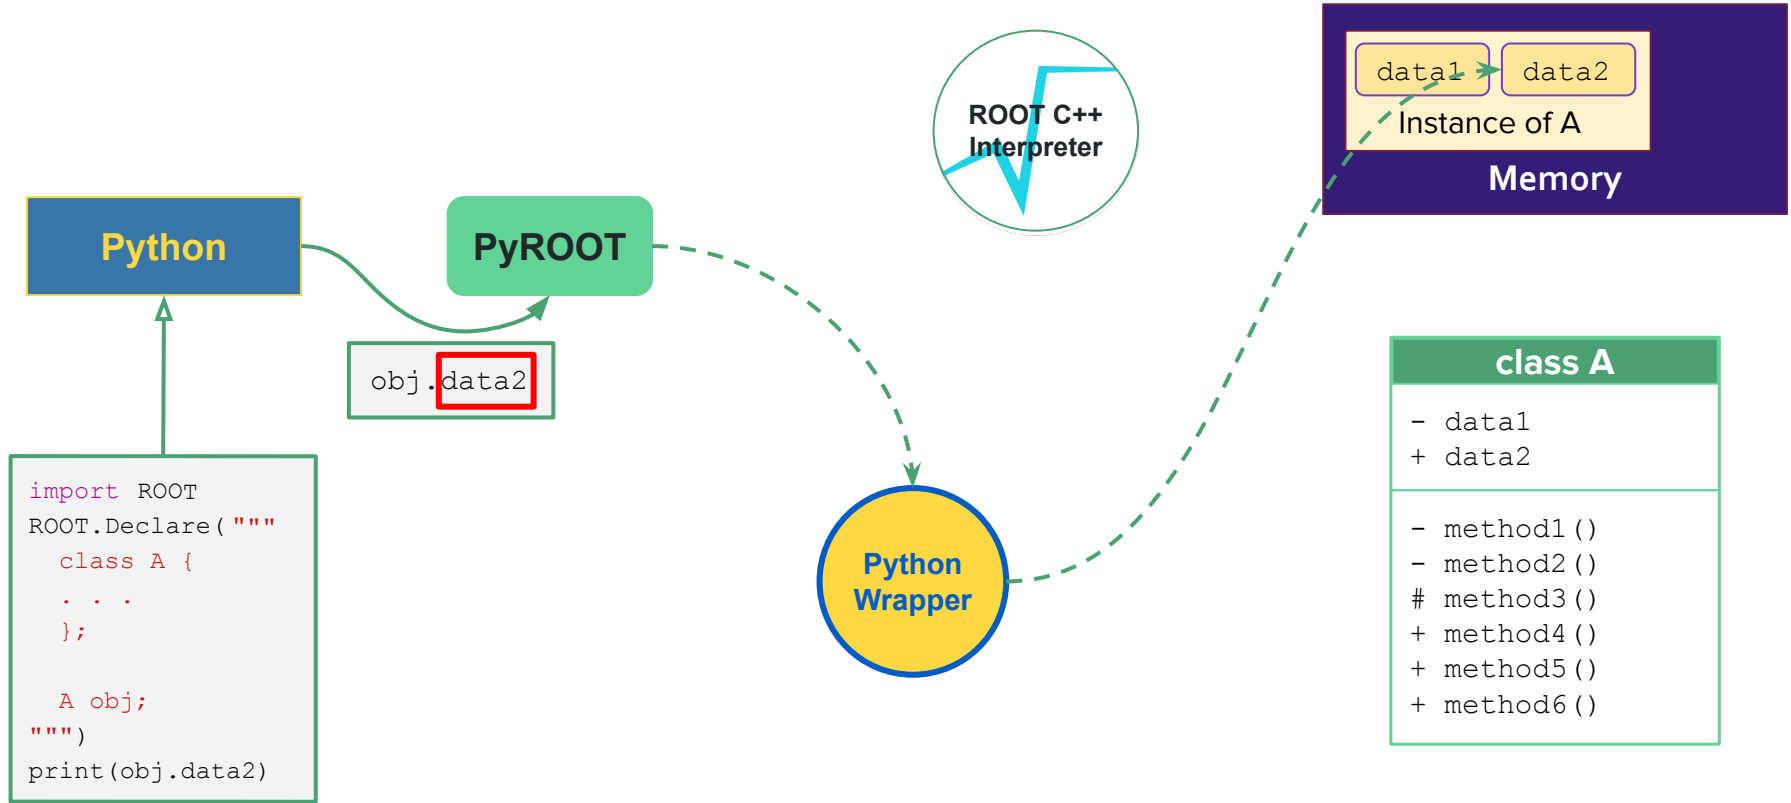 ROOT C++
Interpreter
data1
data2
Instance of A
Memory
Python
PyROOT
obj.data2
import ROOT
ROOT.Declare("""
class A {
. . .
};
A obj;
""")
print(obj.data2)
Python
Wrapper
class A
- data1
+ data2
- method1()
- method2()
# method3()
+ method4()
+ method5()
+ method6()